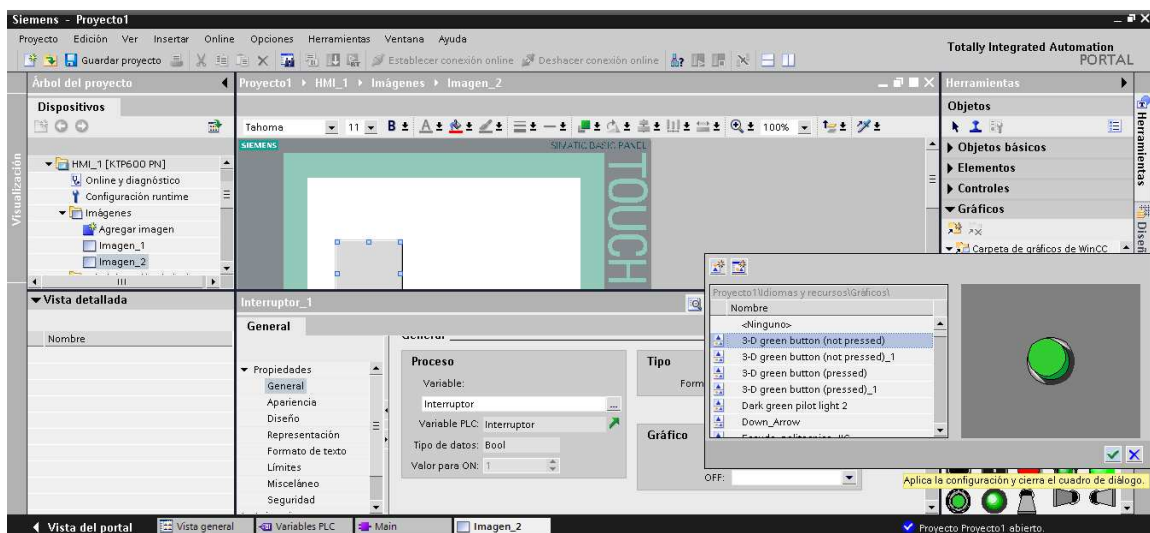 Siemens - Proyecto1
Proyecto Edición Ver Insertar Online Opciones Herramientas Ventana Ayuda
Totally Integrated Automation
PORTAL
Guardar proyecto
Establecer conexión online
Deshacer conexión online
Árbol del proyecto
Proyecto1 HMI_1 Imágenes Imagen_2
Herramientas
Dispositivos
Objetos
Tahoma 11 B A 100%
SIEMENS
SIMATIC BASIC PANEL
TOUCH
Visualización
HMI_1 [KTP600 PN]
Online y diagnóstico
Configuración runtime
Imágenes
Agregar imagen
Imagen_1
Imagen_2
Objetos básicos
Elementos
Controles
Gráficos
Carpeta de gráficos de WinCC
Herramientas
Vista detallada
Nombre
Interruptor_1
General
Propiedades
General
Apariencia
Diseño
Representación
Formato de texto
Límites
Misceláneo
Seguridad
General
Proceso
Variable:
Interruptor
...
Variable PLC: Interruptor
Tipo de datos: Bool
Valor para ON: 1
Tipo
Form
Gráfico
OFF:
Proyecto1\Idiomas y recursos\Gráficos\
Nombre
<Ninguno>
3-D green button (not pressed)
3-D green button (not pressed)_1
3-D green button (pressed)
3-D green button (pressed)_1
Dark green pilot light 2
Down_Arrow
Aplica la configuración y cierra el cuadro de diálogo.
Vista del portal
Vista general
Variables PLC
Main
Imagen_2
Proyecto Proyecto1 abierto.